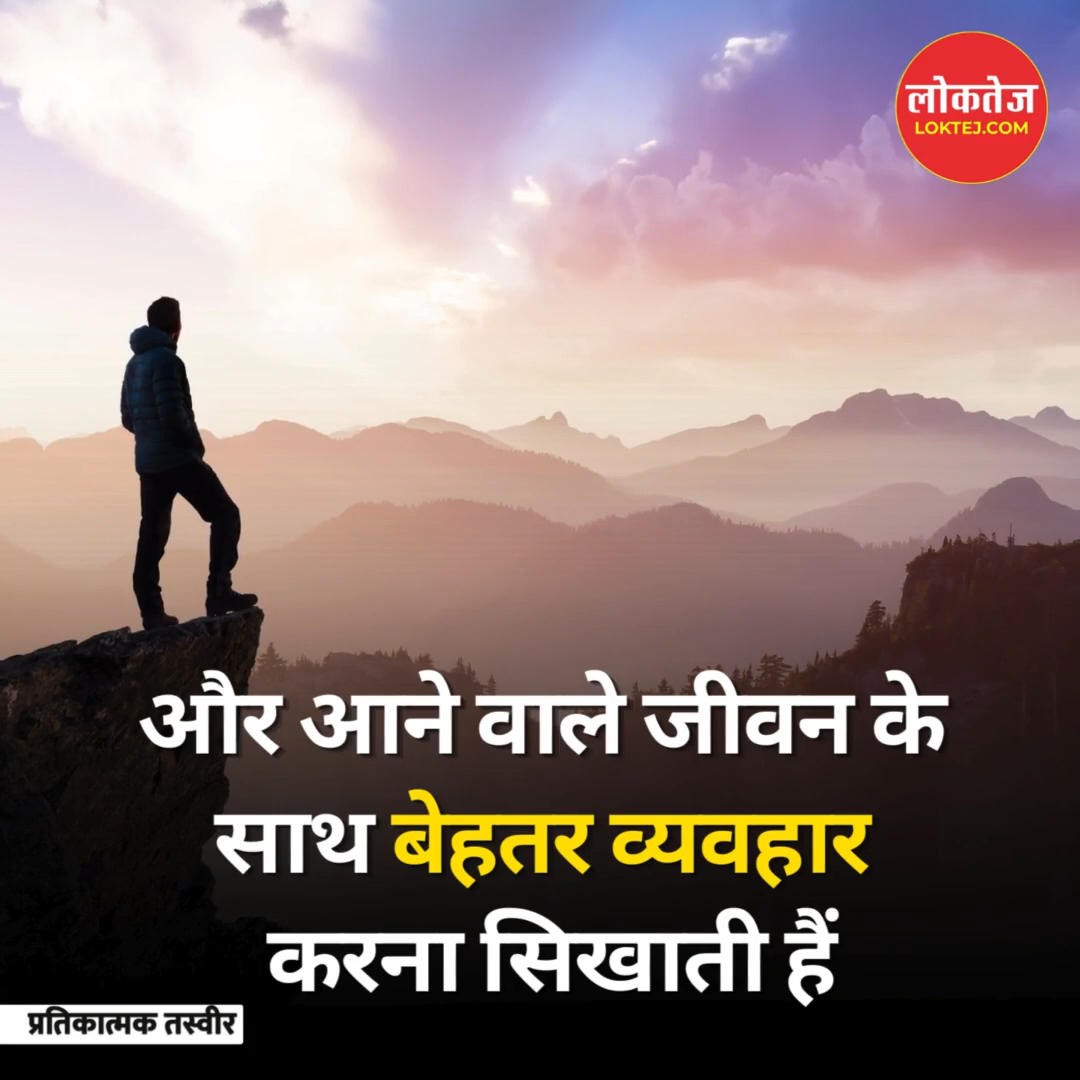 लोकतेज
LOKTEJ.COM
और आने वाले जीवन के
साथ बेहतर व्यवहार
करना सिखाती हैं
प्रतिकात्मक तस्वीर